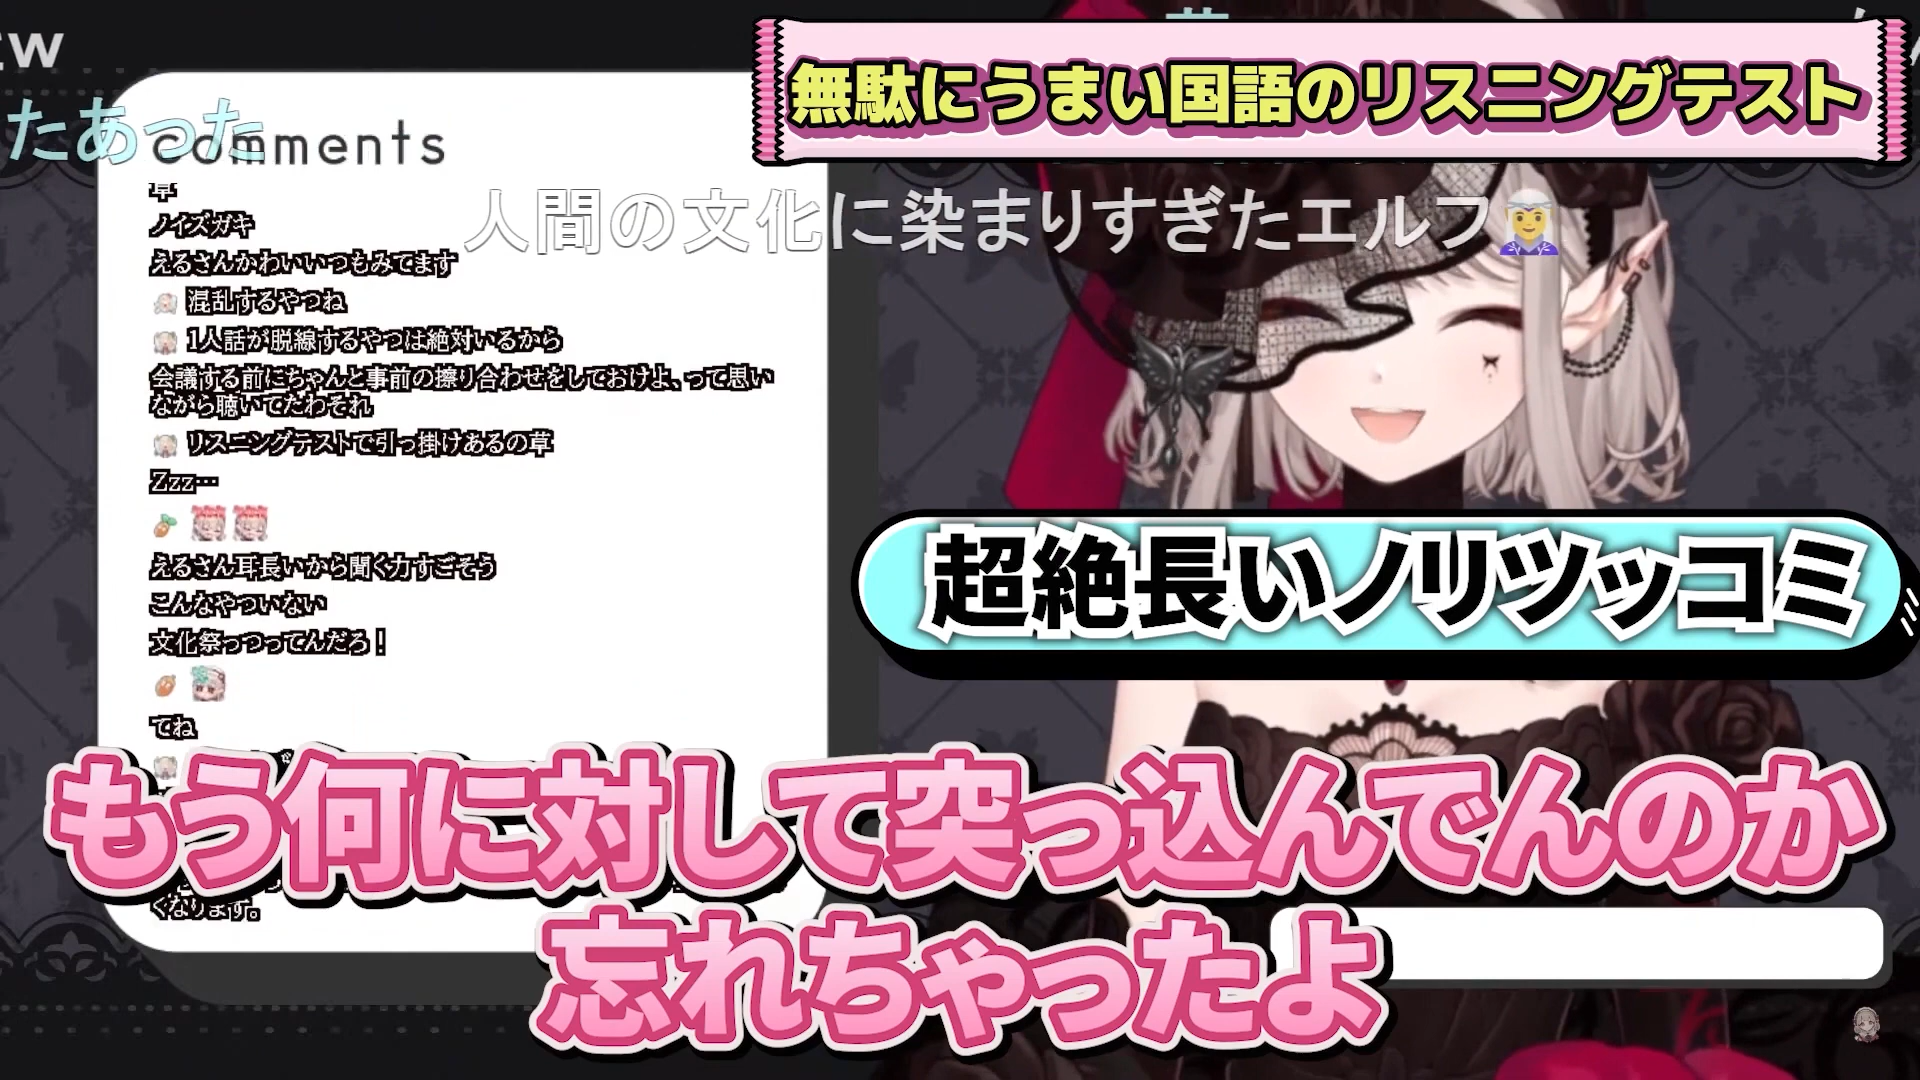 無駄にうまい国語のリスニングテスト
たあった
comments
人間の文化に染まりすぎたエルフ🧝
草
ノイズガキ
えるさんかわいいつもみてます
混乱するやつね
1人話が脱線するやつは絶対いるから
会議する前にちゃんと事前の擦り合わせをしておけよ、って思い
ながら聴いてたわそれ
リスニングテストで引っ掛けあるの草
Zzz…
えるさん耳長いから聞く力すごそう
こんなやついない
文化祭っつってんだろ！
てね
超絶長いノリツッコミ
もう何に対して突っ込んでんのか
くなります。
忘れちゃったよ